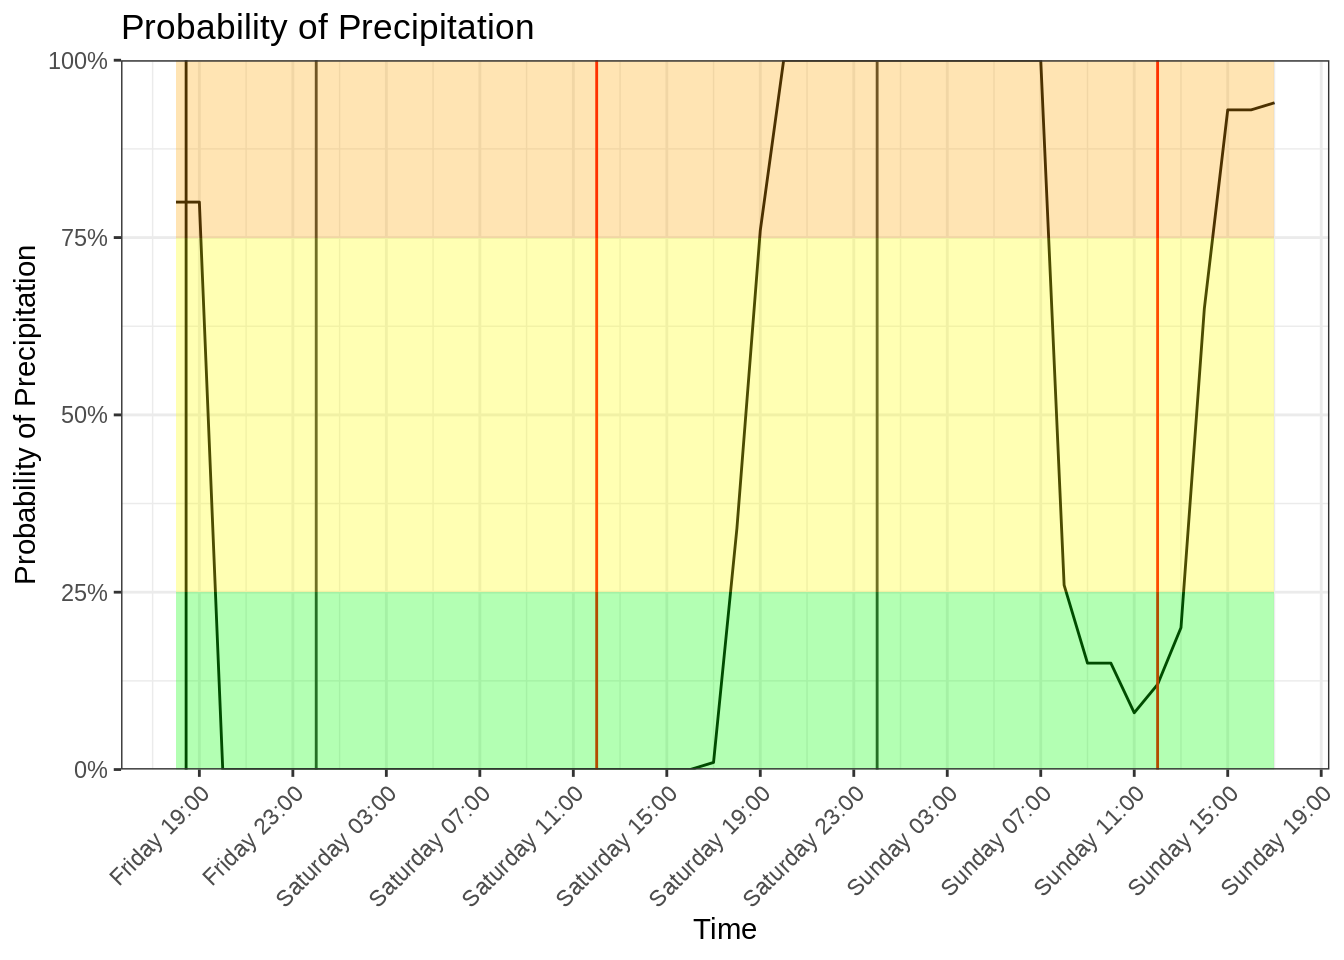 Probability of Precipitation
Probability of Precipitation
100%
75%
50%
25%
0%
Friday 19:00
Friday 23:00
Saturday 03:00
Saturday 07:00
Saturday 11:00
Saturday 15:00
Saturday 19:00
Saturday 23:00
Sunday 03:00
Sunday 07:00
Sunday 11:00
Sunday 15:00
Sunday 19:00
Time